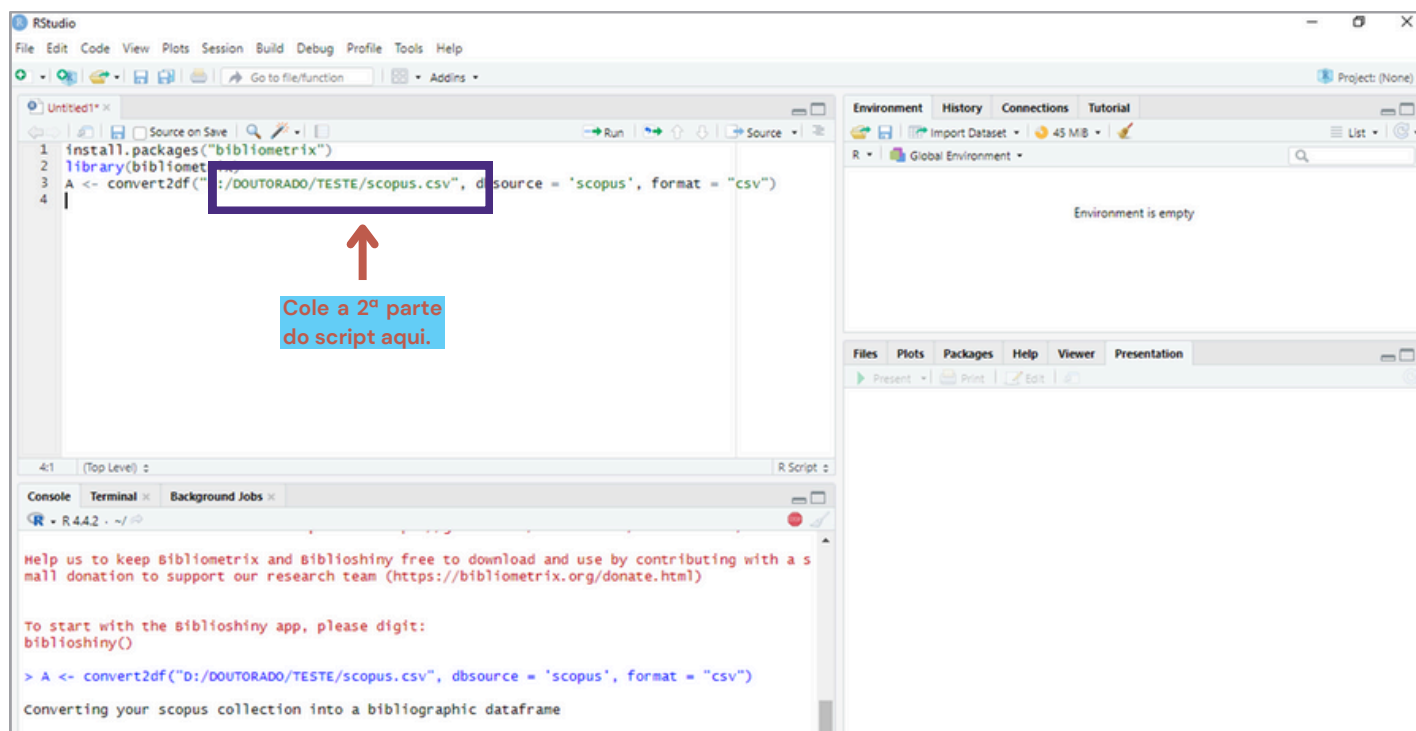 RStudio
File Edit Code View Plots Session Build Debug Profile Tools Help
Go to file/function Addins
Project: (None)
Untitled1*
Source on Save Run Source
1 install.packages("bibliometrix")
2 library(bibliomet
3 A <- convert2df(" :/DOUTORADO/TESTE/scopus.csv", d source = 'scopus', format = "csv")
4
Cole a 2ª parte
do script aqui.
4:1 (Top Level) R Script
Console Terminal Background Jobs
R 4.4.2 · ~/
Help us to keep Bibliometrix and Biblioshiny free to download and use by contributing with a s
mall donation to support our research team (https://bibliometrix.org/donate.html)
To start with the Biblioshiny app, please digit:
biblioshiny()
> A <- convert2df("D:/DOUTORADO/TESTE/scopus.csv", dbsource = 'scopus', format = "csv")
Converting your scopus collection into a bibliographic dataframe
Environment History Connections Tutorial
Import Dataset 45 MiB List
R Global Environment
Environment is empty
Files Plots Packages Help Viewer Presentation
Present Print Edit